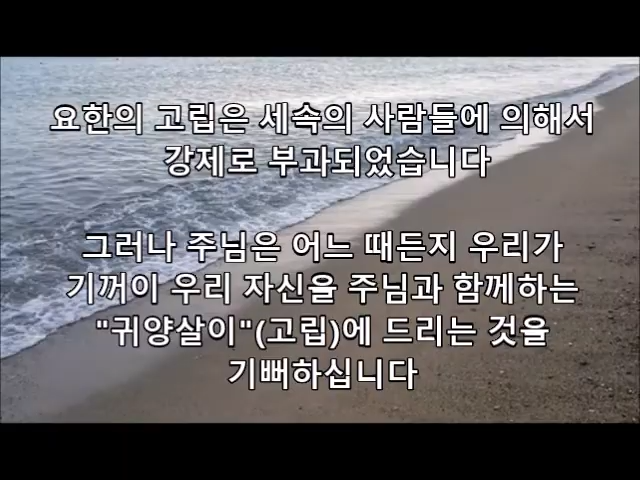 요한의 고립은 세속의 사람들에 의해서
강제로 부과되었습니다
그러나 주님은 어느 때든지 우리가
기꺼이 우리 자신을 주님과 함께하는
"귀양살이"(고립)에 드리는 것을
기뻐하십니다